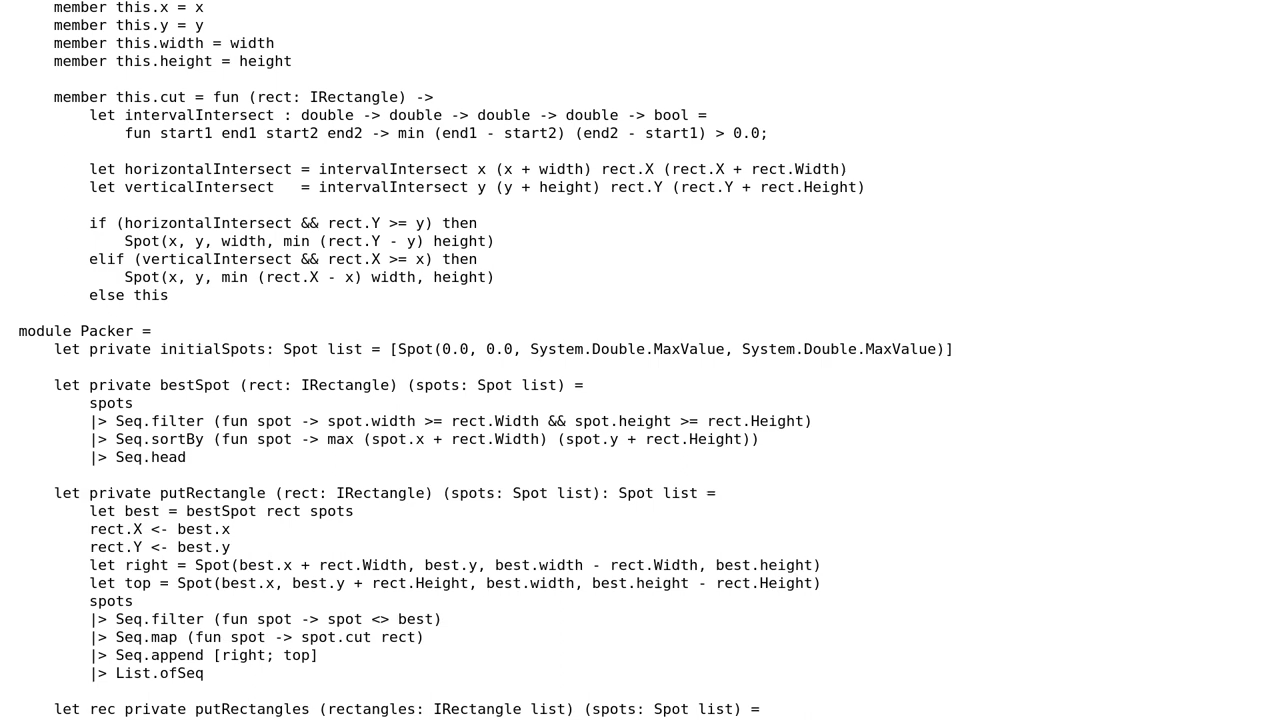 member this.x = x
    member this.y = y
    member this.width = width
    member this.height = height

    member this.cut = fun (rect: IRectangle) ->
        let intervalIntersect : double -> double -> double -> double -> bool =
            fun start1 end1 start2 end2 -> min (end1 - start2) (end2 - start1) > 0.0;

        let horizontalIntersect = intervalIntersect x (x + width) rect.X (rect.X + rect.Width)
        let verticalIntersect   = intervalIntersect y (y + height) rect.Y (rect.Y + rect.Height)

        if (horizontalIntersect && rect.Y >= y) then
            Spot(x, y, width, min (rect.Y - y) height)
        elif (verticalIntersect && rect.X >= x) then
            Spot(x, y, min (rect.X - x) width, height)
        else this

module Packer =
    let private initialSpots: Spot list = [Spot(0.0, 0.0, System.Double.MaxValue, System.Double.MaxValue)]

    let private bestSpot (rect: IRectangle) (spots: Spot list) =
        spots
        |> Seq.filter (fun spot -> spot.width >= rect.Width && spot.height >= rect.Height)
        |> Seq.sortBy (fun spot -> max (spot.x + rect.Width) (spot.y + rect.Height))
        |> Seq.head

    let private putRectangle (rect: IRectangle) (spots: Spot list): Spot list =
        let best = bestSpot rect spots
        rect.X <- best.x
        rect.Y <- best.y
        let right = Spot(best.x + rect.Width, best.y, best.width - rect.Width, best.height)
        let top = Spot(best.x, best.y + rect.Height, best.width, best.height - rect.Height)
        spots
        |> Seq.filter (fun spot -> spot <> best)
        |> Seq.map (fun spot -> spot.cut rect)
        |> Seq.append [right; top]
        |> List.ofSeq

    let rec private putRectangles (rectangles: IRectangle list) (spots: Spot list) =